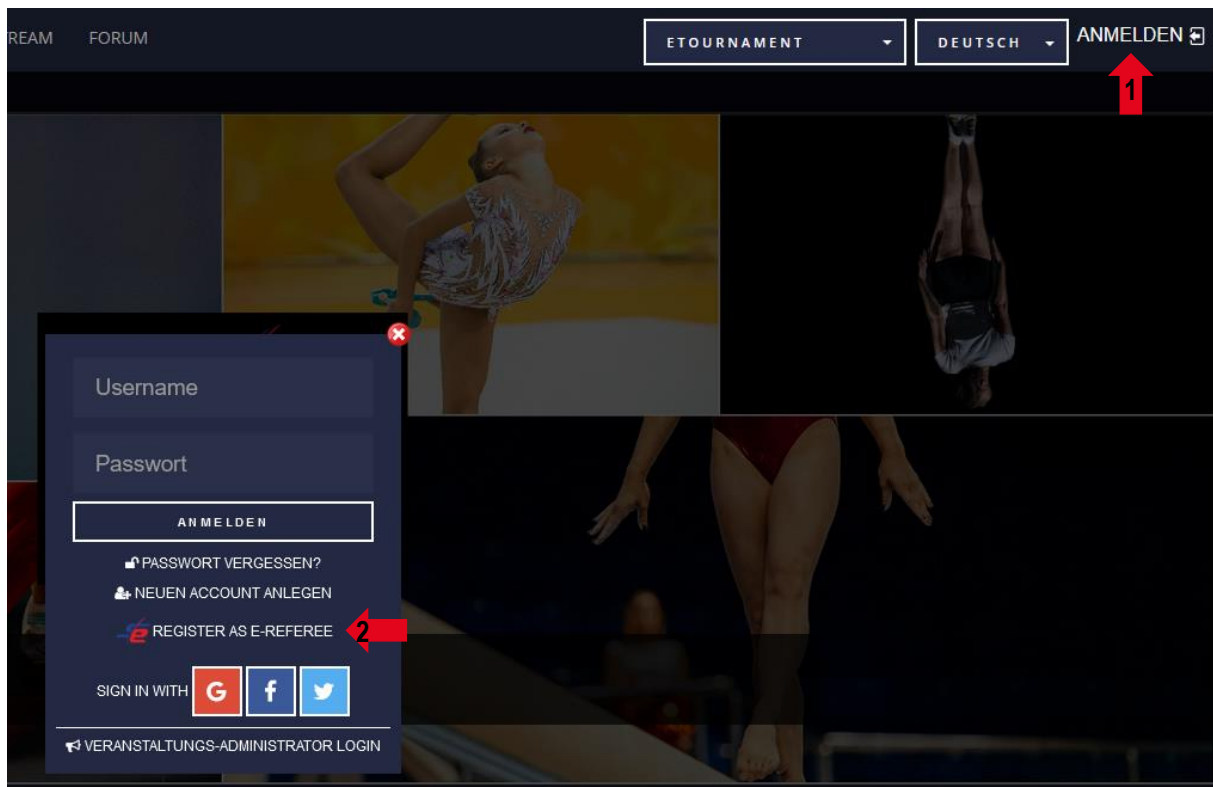 REAM FORUM ETOURNAMENT DEUTSCH ANMELDEN
1
Username
Passwort
ANMELDEN
PASSWORT VERGESSEN?
NEUEN ACCOUNT ANLEGEN
e REGISTER AS E-REFEREE 2
SIGN IN WITH G f
VERANSTALTUNGS-ADMINISTRATOR LOGIN